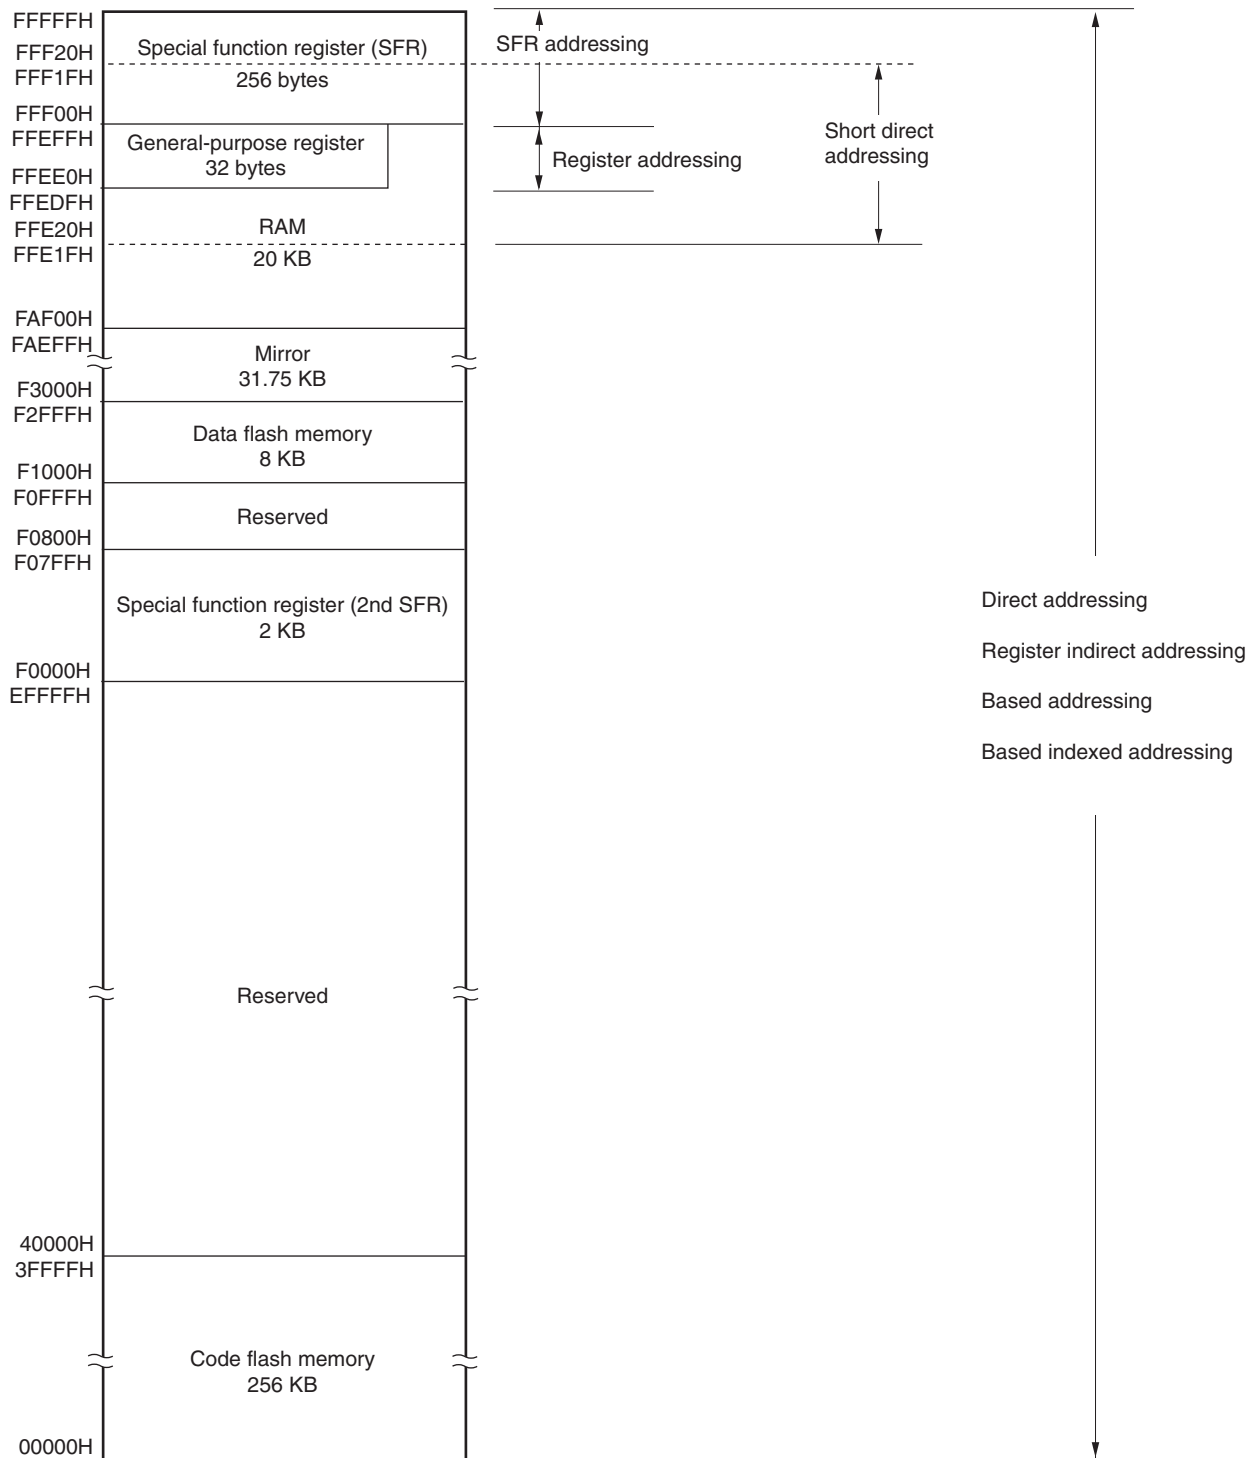 FFFFFH
SFR addressing
FFF20H
Special function register (SFR)
FFF1FH
256 bytes
FFF00H
FFEFFH
General-purpose register
32 bytes
Register addressing
Short direct
addressing
FFEE0H
FFEDFH
FFE20H
RAM
FFE1FH
20 KB
FAF00H
FAEFFH
Mirror
31.75 KB
F3000H
F2FFFH
Data flash memory
8 KB
F1000H
F0FFFH
Reserved
F0800H
F07FFH
Special function register (2nd SFR)
2 KB
Direct addressing
Register indirect addressing
F0000H
EFFFFH
Based addressing
Based indexed addressing
Reserved
40000H
3FFFFH
Code flash memory
256 KB
00000H